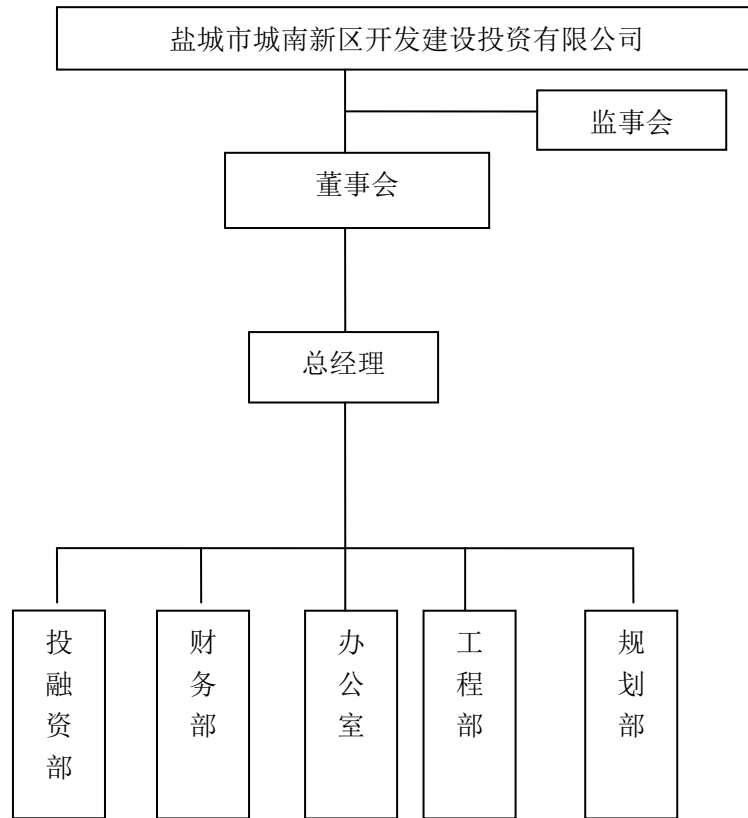 盐城市城南新区开发建设投资有限公司
监事会
董事会
总经理
投融资部
财务部
办公室
工程部
规划部